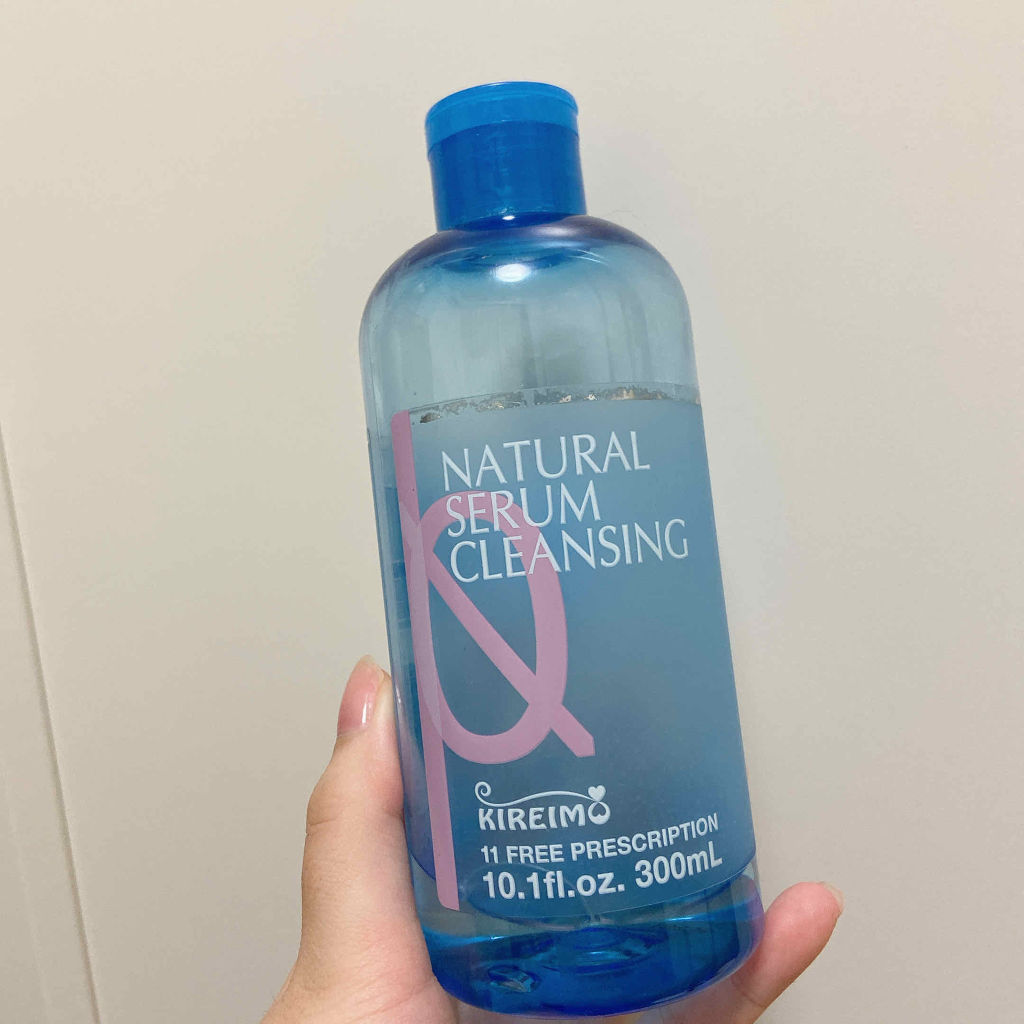 NATURAL
SERUM
CLEANSING
KIREIMO
11 FREE PRESCRIPTION
10.1fl.oz. 300mL